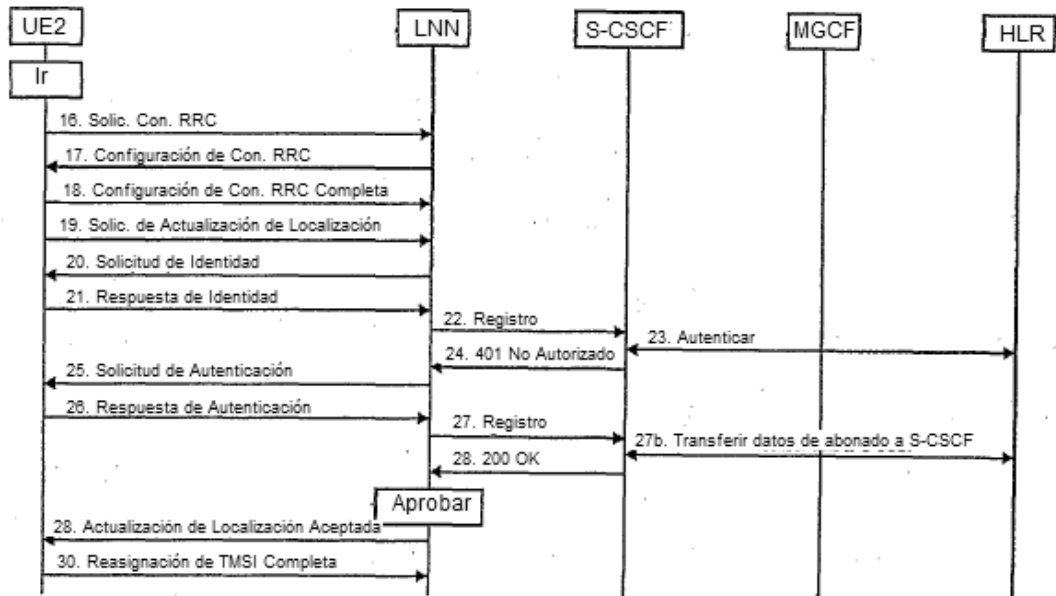 UE2
LNN
S-CSCF
MGCF
HLR
Ir
16. Solic. Con. RRC
17. Configuración de Con. RRC
18. Configuración de Con. RRC Completa
19. Solic. de Actualización de Localización
20. Solicitud de Identidad
21. Respuesta de Identidad
22. Registro
23. Autenticar
24. 401 No Autorizado
25. Solicitud de Autenticación
26. Respuesta de Autenticación
27. Registro
27b. Transferir datos de abonado a S-CSCF
28. 200 OK
Aprobar
28. Actualización de Localización Aceptada
30. Reasignación de TMSI Completa